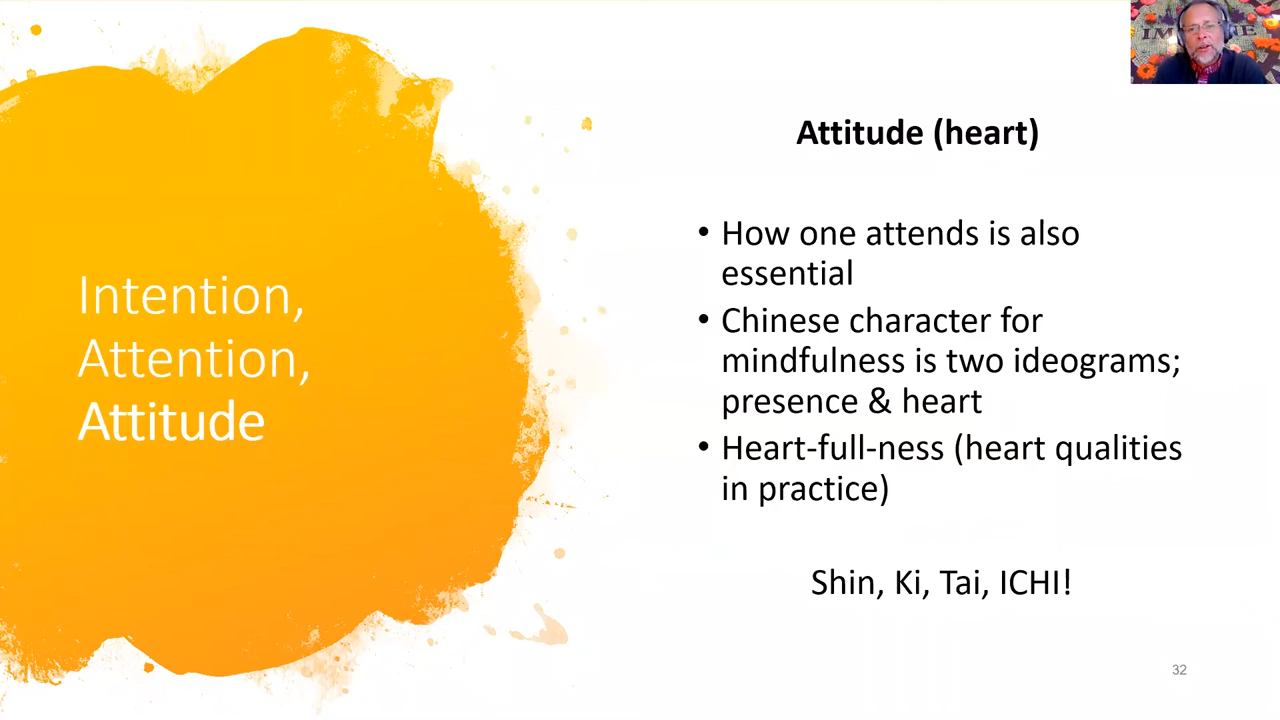 Intention,
Attention,
Attitude
Attitude (heart)
• How one attends is also
essential
• Chinese character for
mindfulness is two ideograms;
presence & heart
• Heart-full-ness (heart qualities
in practice)
Shin, Ki, Tai, ICHI!
32